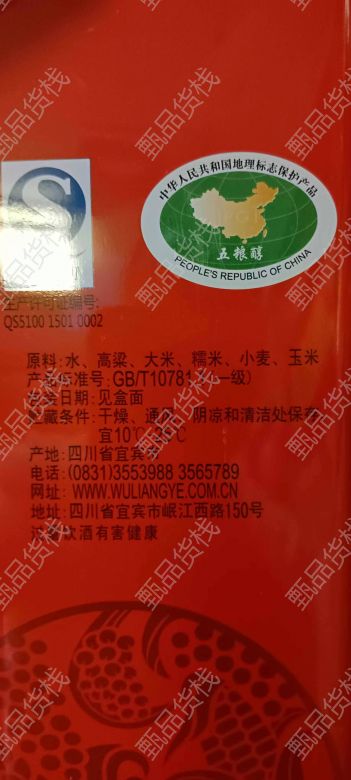 中华人民共和国地理标志保护产品
五粮醇
PEOPLE'S REPUBLIC OF CHINA
生产许可证编号:
QS5100 1501 0002
原料: 水、高粱、大米、糯米、小麦、玉米
产品标准号: GB/T10781.1(一级)
包装日期: 见盒面
贮藏条件: 干燥、通风、阴凉和清洁处保存
宜10℃-25℃
产地: 四川省宜宾市
电话: (0831)3553988 3565789
网址: WWW.WULIANGYE.COM.CN
地址: 四川省宜宾市岷江西路150号
过量饮酒有害健康
甄品货栈